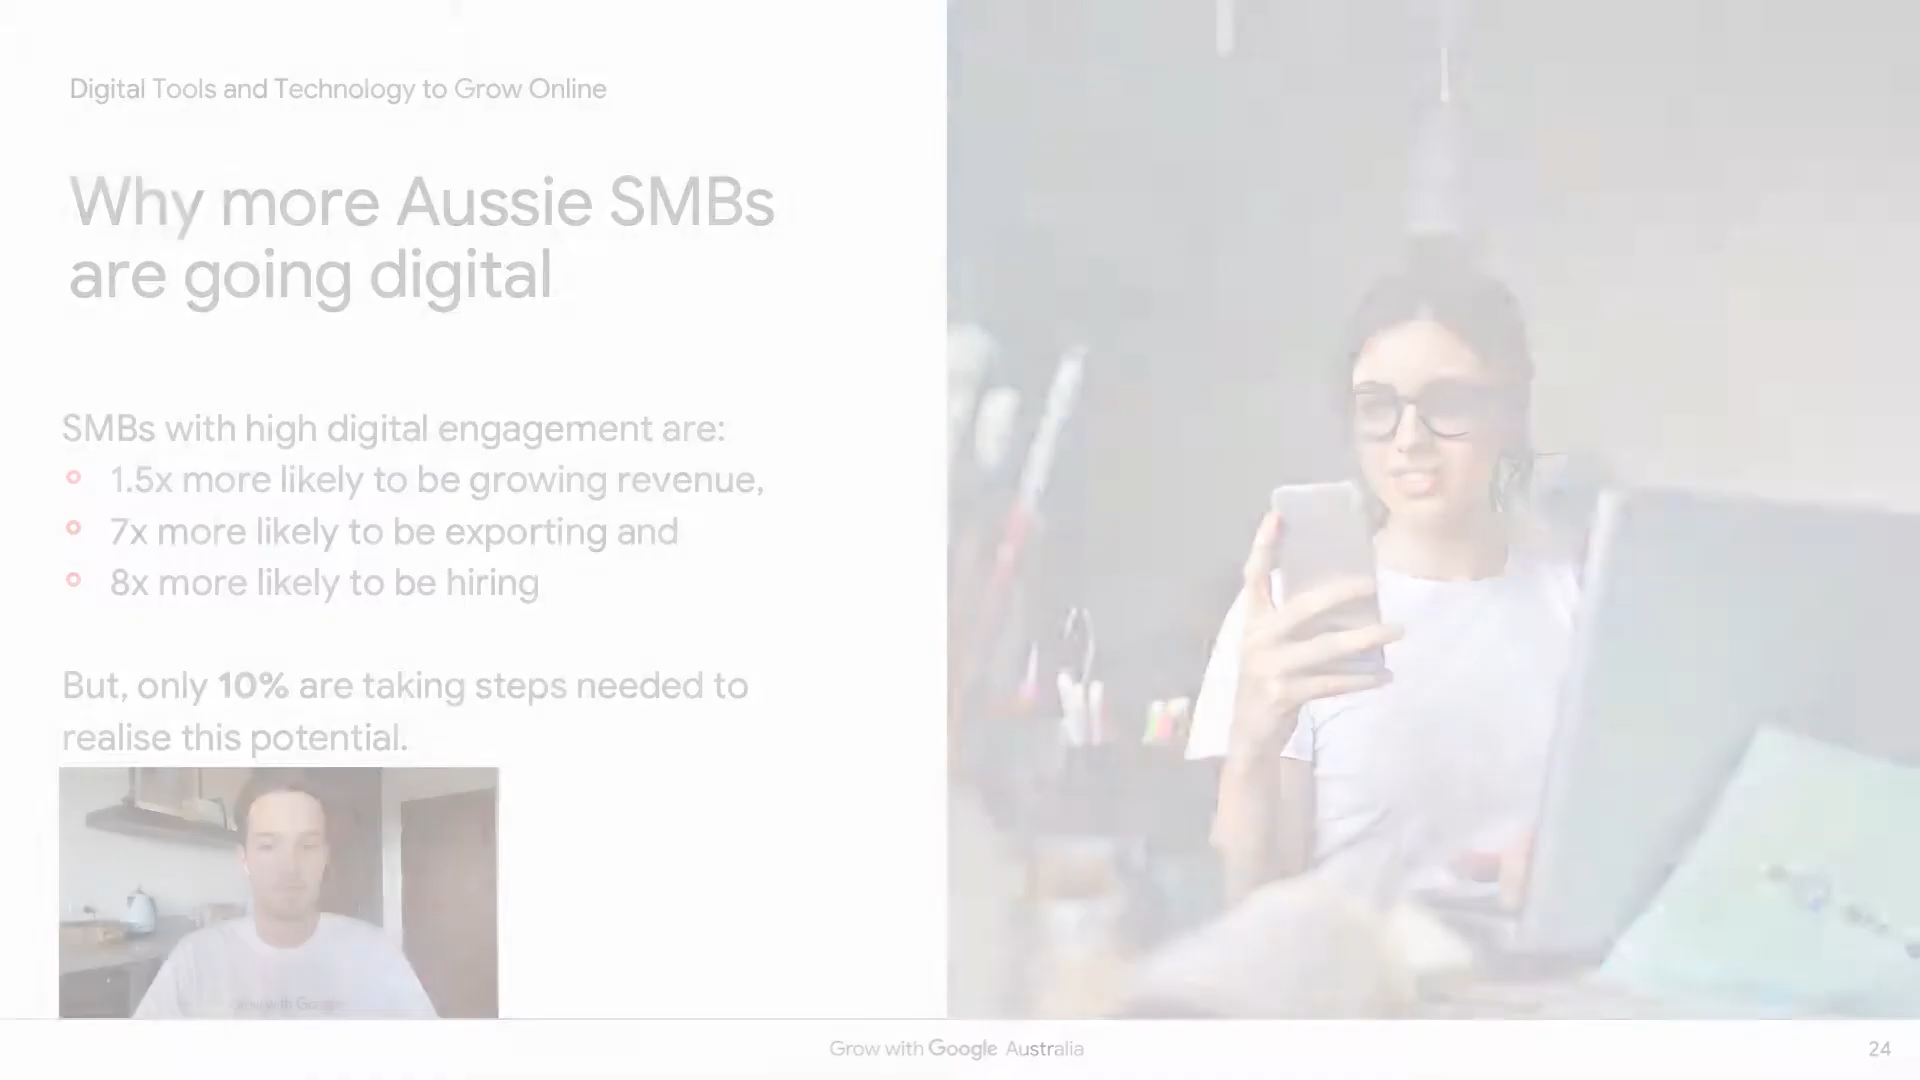 Digital Tools and Technology to Grow Online
Why more Aussie SMBs
are going digital
SMBs with high digital engagement are:
1.5x more likely to be growing revenue,
7x more likely to be exporting and
8x more likely to be hiring
But, only 10% are taking steps needed to
realise this potential.
Grow with Google
Grow with Google Australia
24